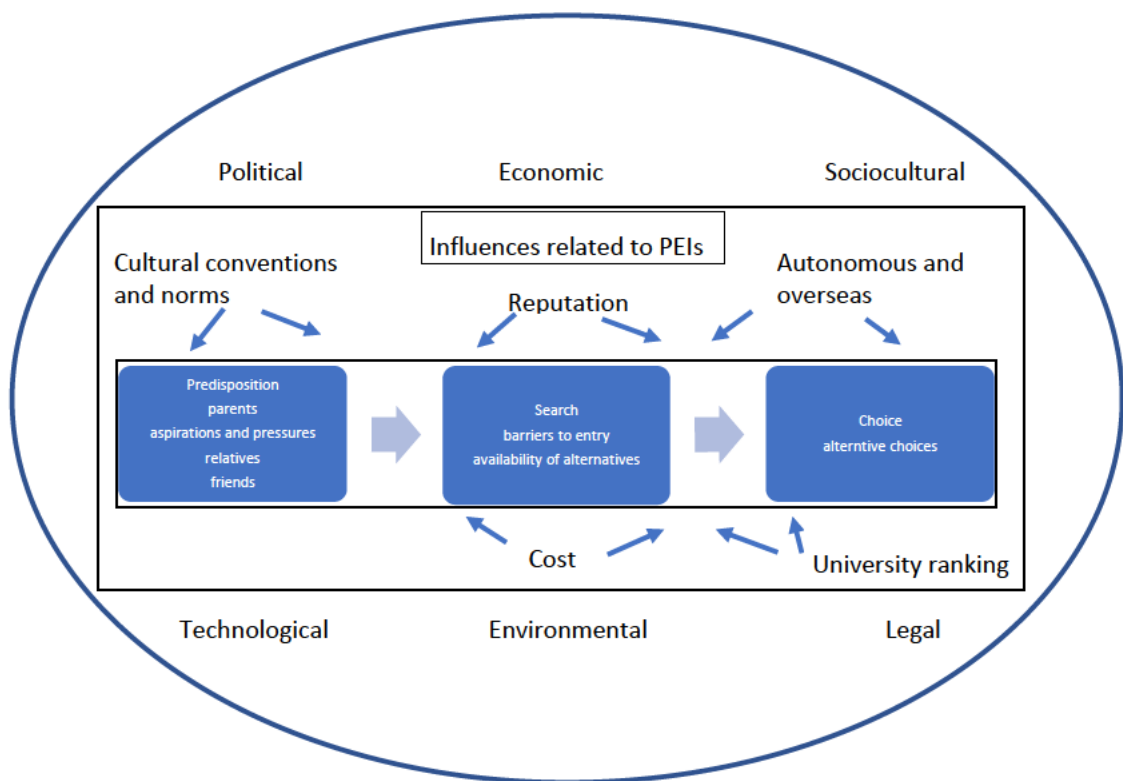 Political
Economic
Sociocultural
Influences related to PEIs
Cultural conventions
and norms
Reputation
Autonomous and
overseas
Predisposition
parents
aspirations and pressures
relatives
friends
Search
barriers to entry
availability of alternatives
Choice
alterntive choices
Cost
University ranking
Technological
Environmental
Legal